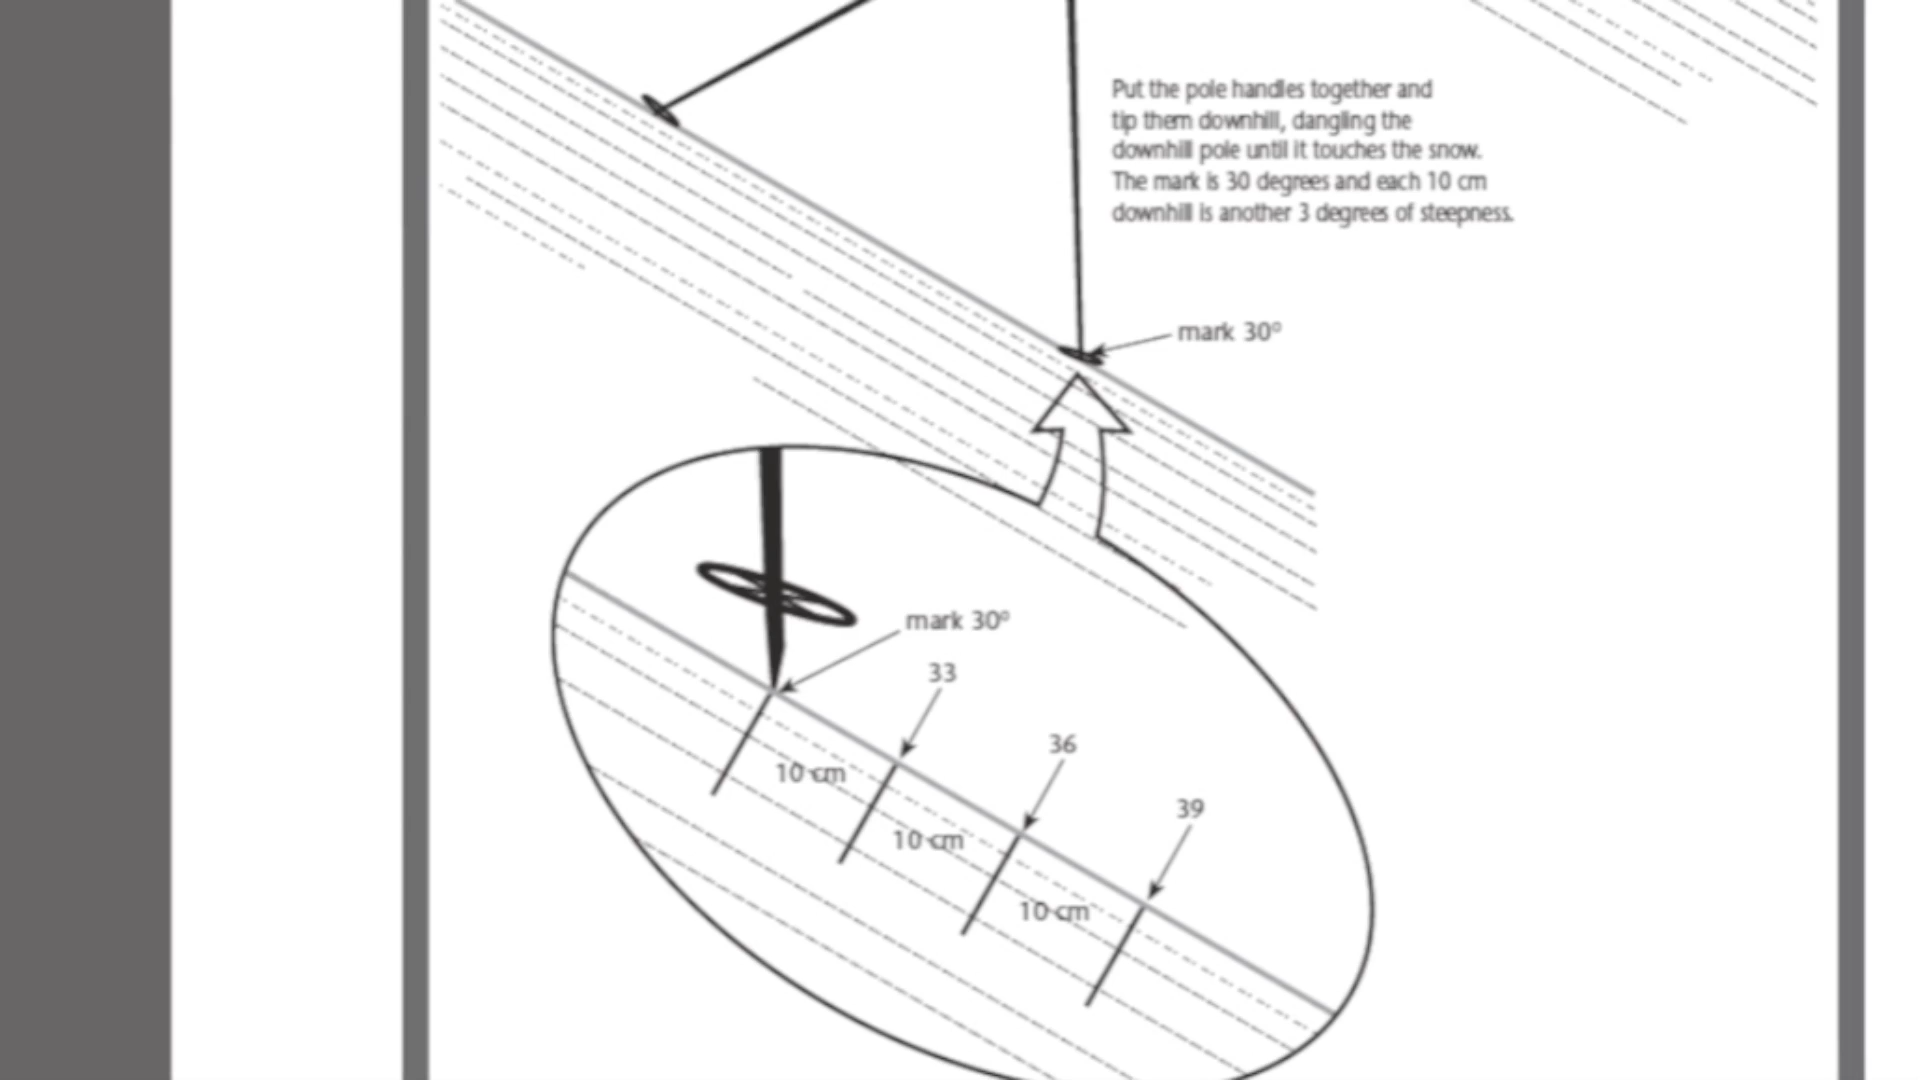 Put the pole handles together and
tip them downhill, dangling the
downhill pole until it touches the snow.
The mark is 30 degrees and each 10 cm
downhill is another 3 degrees of steepness.
mark 30º
mark 30º
33
36
39
10 cm
10 cm
10 cm